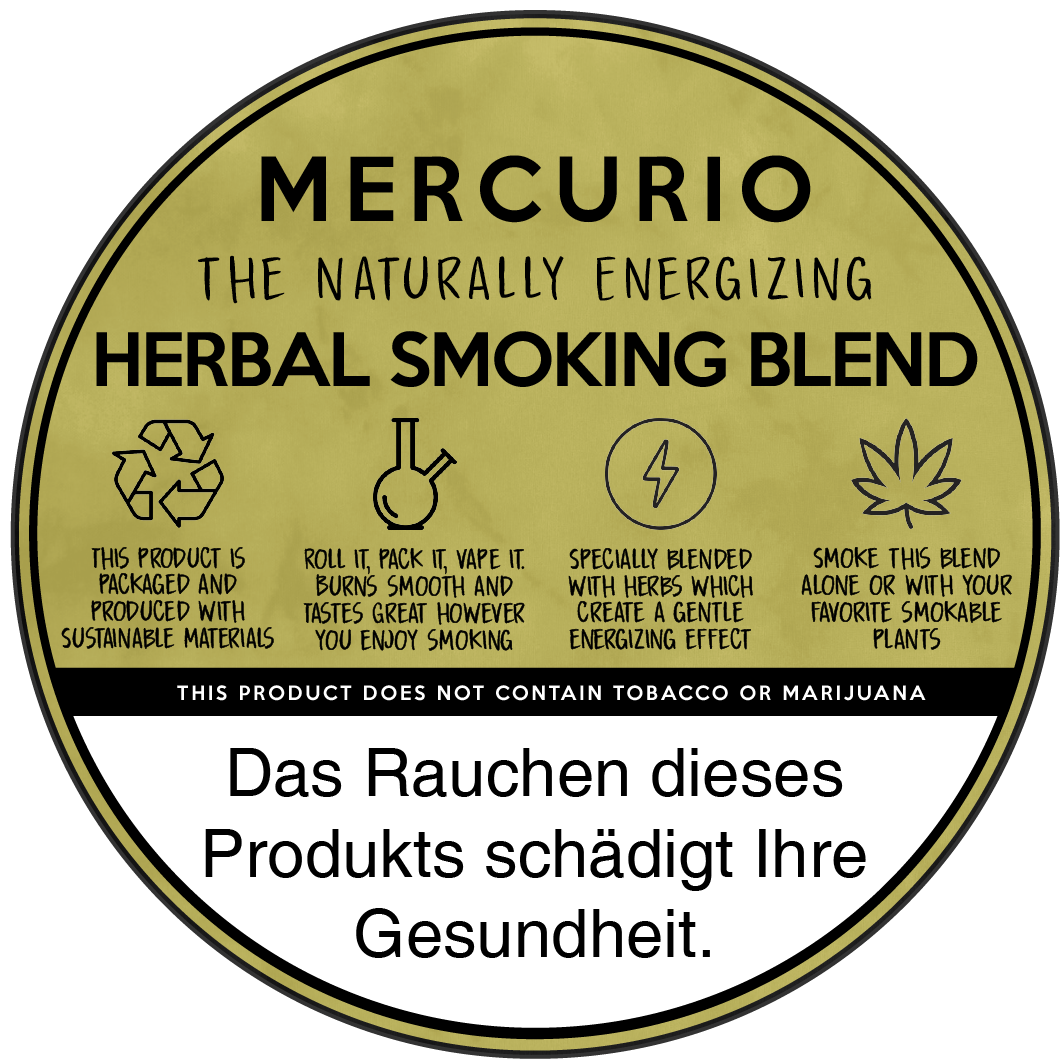 MERCURIO
THE NATURALLY ENERGIZING
HERBAL SMOKING BLEND
THIS PRODUCT IS
PACKAGED AND
PRODUCED WITH
SUSTAINABLE MATERIALS
ROLL IT, PACK IT, VAPE IT.
BURNS SMOOTH AND
TASTES GREAT HOWEVER
YOU ENJOY SMOKING
SPECIALLY BLENDED
WITH HERBS WHICH
CREATE A GENTLE
ENERGIZING EFFECT
SMOKE THIS BLEND
ALONE OR WITH YOUR
FAVORITE SMOKABLE
PLANTS
THIS PRODUCT DOES NOT CONTAIN TOBACCO OR MARIJUANA
Das Rauchen dieses
Produkts schädigt Ihre
Gesundheit.